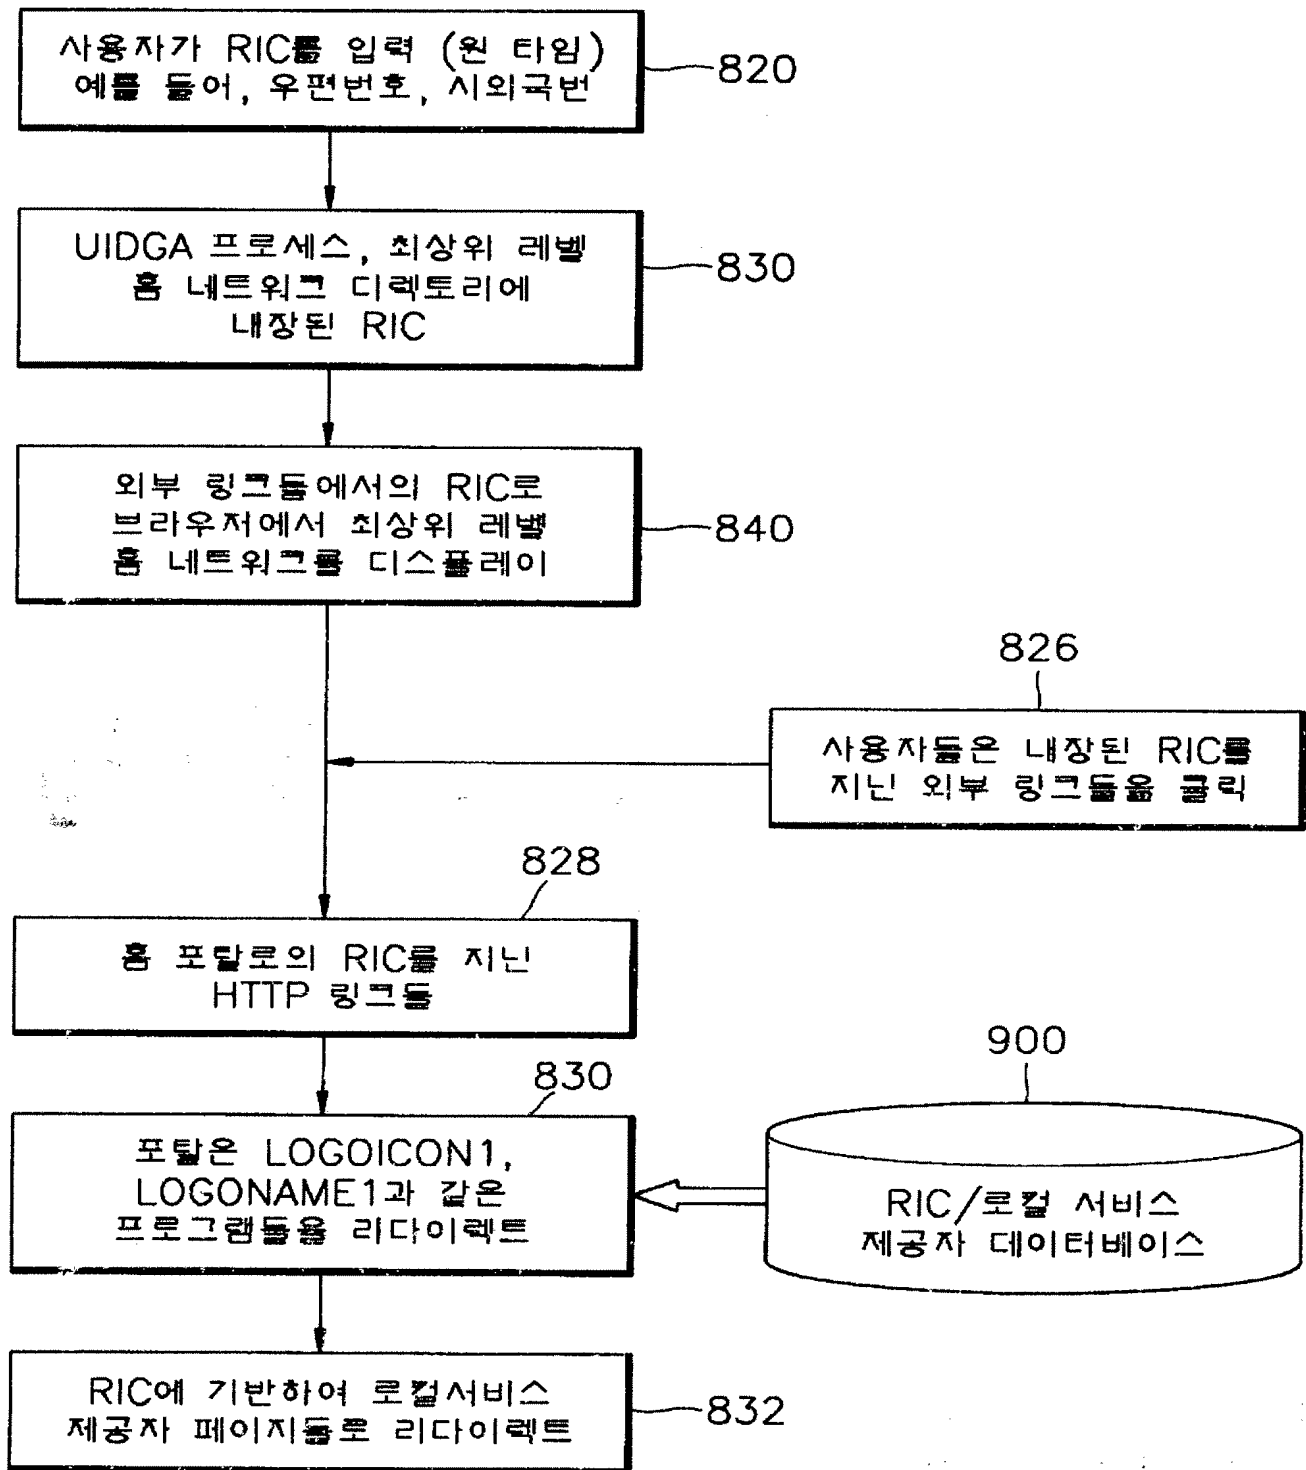 사용자가 RIC를 입력 (원 타임)
예를 들어, 우편번호, 시외국번
820
UIDGA 프로세스, 최상위 레벨
홈 네트워크 디렉토리에
내장된 RIC
830
외부 링크들에서의 RIC로
브라우저에서 최상위 레벨
홈 네트워크를 디스플레이
840
826
사용자들은 내장된 RIC를
지닌 외부 링크들을 클릭
828
홈 포탈로의 RIC를 지닌
HTTP 링크들
830
포탈은 LOGOICON1,
LOGONAME1과 같은
프로그램들을 리다이렉트
900
RIC/로컬 서비스
제공자 데이터베이스
RIC에 기반하여 로컬서비스
제공자 페이지들로 리다이렉트
832